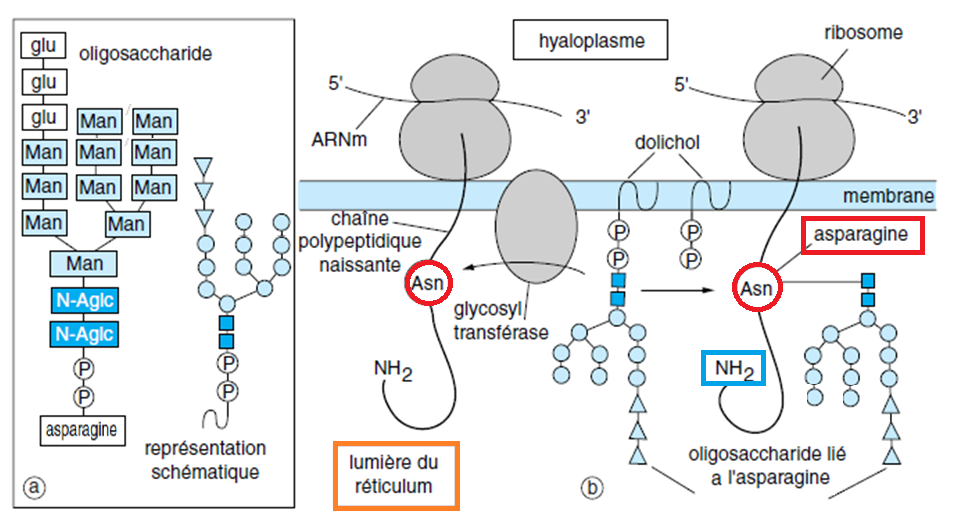 glu
oligosaccharide
glu
glu
Man
Man
Man
Man
Man
Man
Man
Man
Man
Man
N-Aglc
N-Aglc
P
P
asparagine
P
P
représentation
schématique
a
hyaloplasme
ribosome
5'
3'
ARNm
5'
3'
dolichol
membrane
chaîne
polypeptidique
naissante
Asn
glycosyl
transférase
P
P
P
P
asparagine
Asn
NH2
NH2
lumière du
réticulum
b
oligosaccharide lié
a l'asparagine